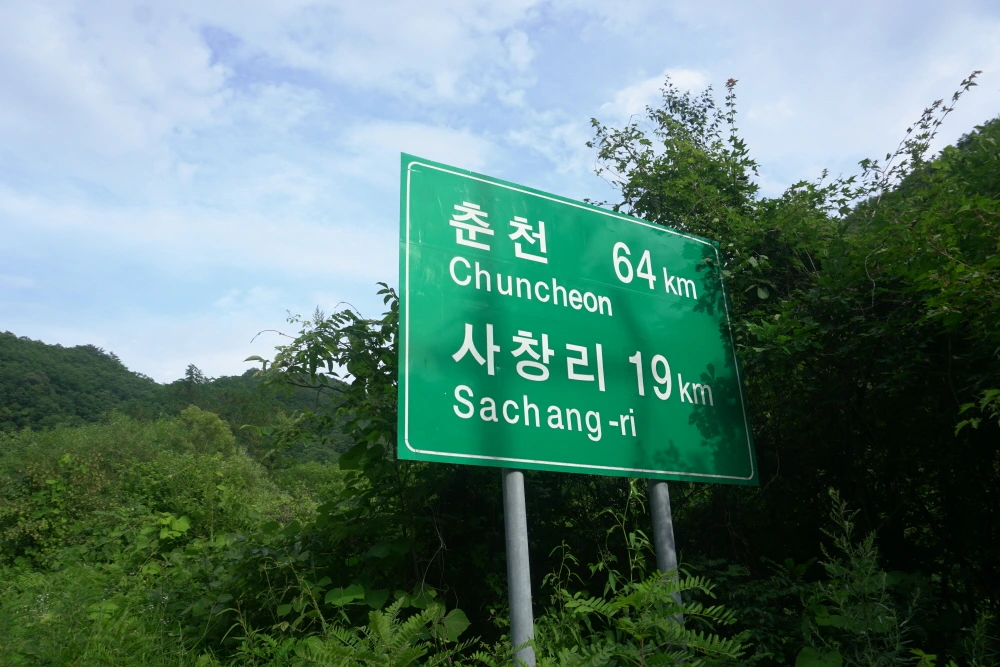 춘천 64 km
Chuncheon
사창리 19 km
Sachang-ri